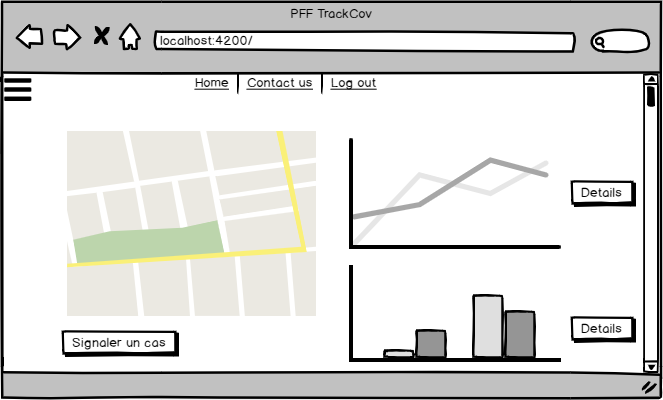 PFF TrackCov
localhost:4200/
Home Contact us Log out
Details
Details
Signaler un cas